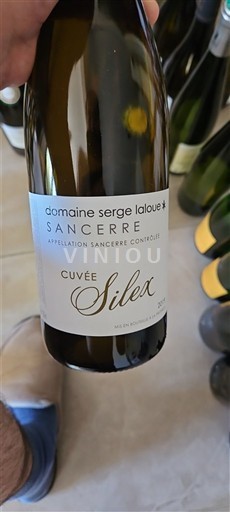 domaine serge laloue
SANCERRE
APPELLATION SANCERRE CONTRÔLÉE
VINIOU
CUVÉE
Silex